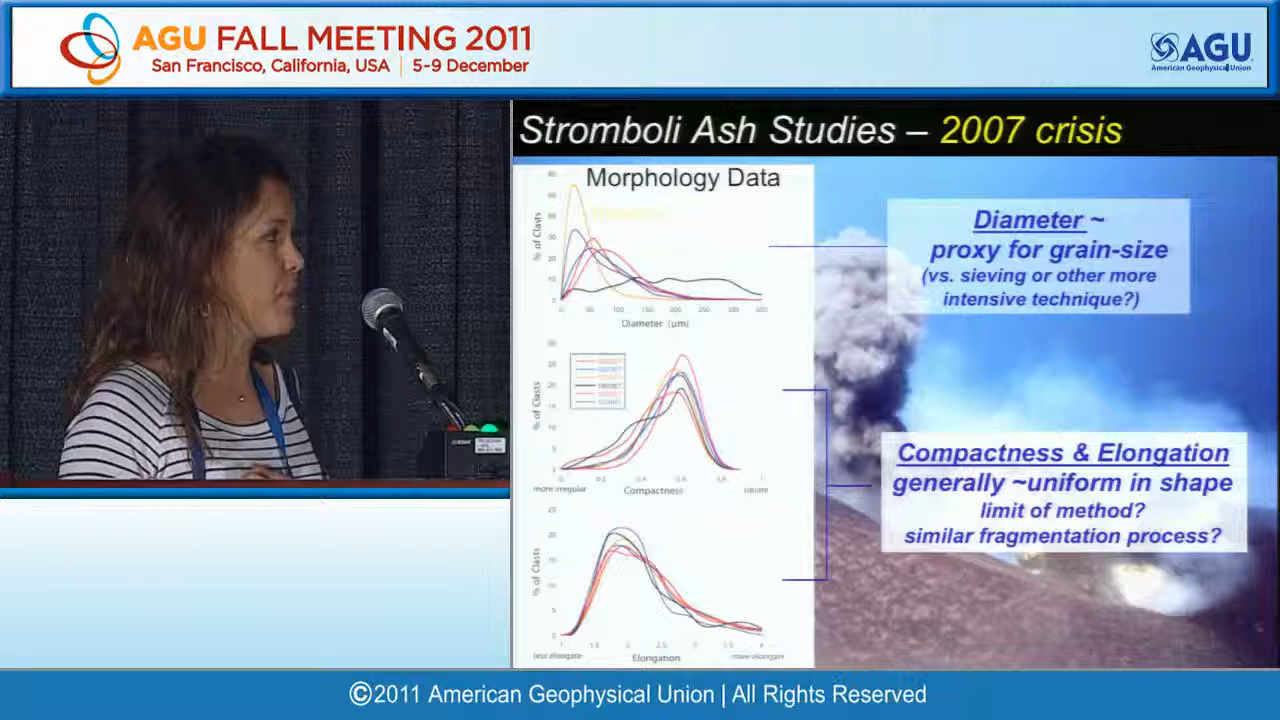 AGU FALL MEETING 2011
San Francisco, California, USA | 5-9 December
AGU
American Geophysical Union
Stromboli Ash Studies – 2007 crisis
Morphology Data
% of Clasts
Diameter (µm)
% of Clasts
more irregular
Compactness
square
% of Clasts
less elongate
Elongation
more elongate
Diameter ~
proxy for grain-size
(vs. sieving or other more
intensive technique?)
Compactness & Elongation
generally ~uniform in shape
limit of method?
similar fragmentation process?
©2011 American Geophysical Union | All Rights Reserved